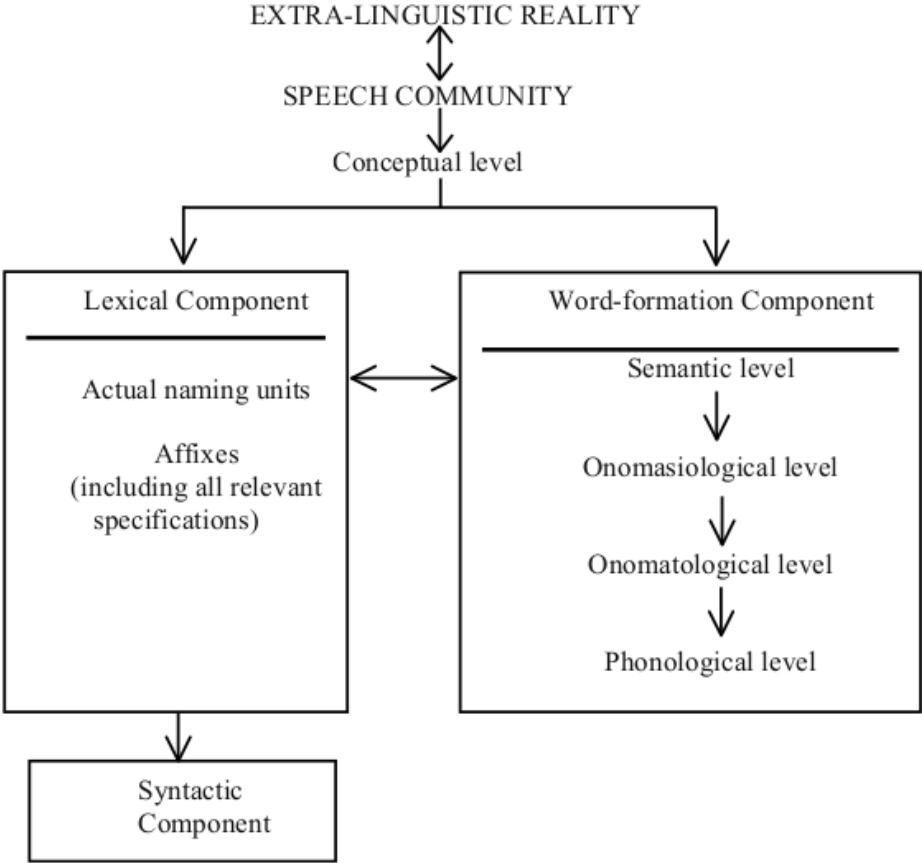 EXTRA-LINGUISTIC REALITY
SPEECH COMMUNITY
Conceptual level
Lexical Component
Actual naming units
Affixes
(including all relevant
specifications)
Word-formation Component
Semantic level
Onomasiological level
Onomatological level
Phonological level
Syntactic
Component